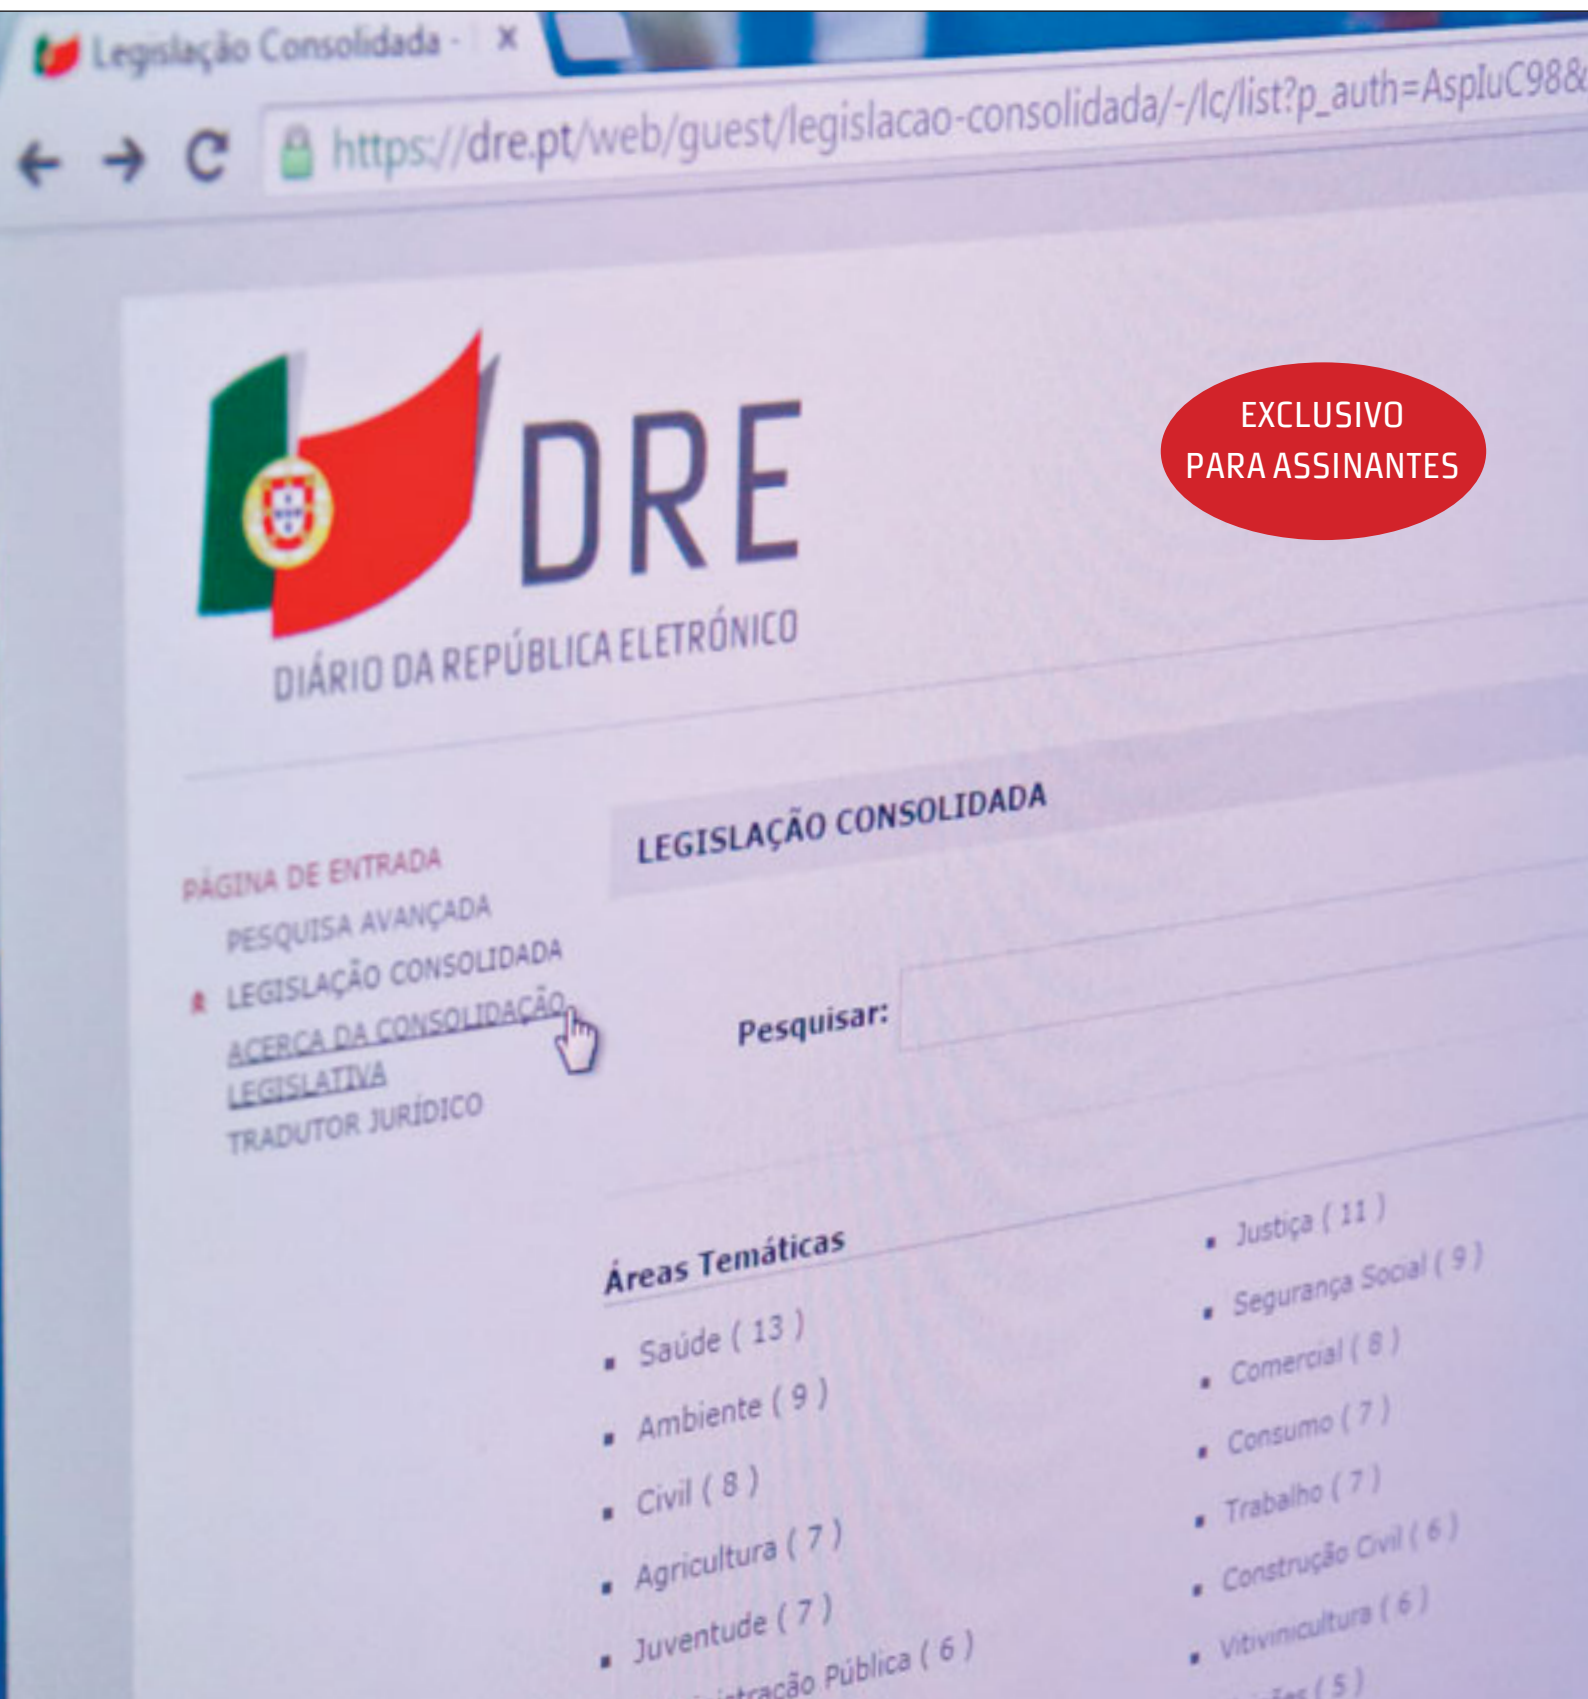 Legislação Consolidada -
https://dre.pt/web/guest/legislacao-consolidada/-/lc/list?p_auth=AspIuC98&
DRE
DIÁRIO DA REPÚBLICA ELETRÓNICO
EXCLUSIVO
PARA ASSINANTES
PÁGINA DE ENTRADA
PESQUISA AVANÇADA
LEGISLAÇÃO CONSOLIDADA
ACERCA DA CONSOLIDAÇÃO
LEGISLATIVA
TRADUTOR JURÍDICO
LEGISLAÇÃO CONSOLIDADA
Pesquisar:
Áreas Temáticas
Saúde ( 13 )
Ambiente ( 9 )
Civil ( 8 )
Agricultura ( 7 )
Juventude ( 7 )
Pública ( 6 )
Justiça ( 11 )
Segurança Social ( 9 )
Comercial ( 8 )
Consumo ( 7 )
Trabalho ( 7 )
Construção Civil ( 6 )
Vitivinicultura ( 6 )
( 5 )